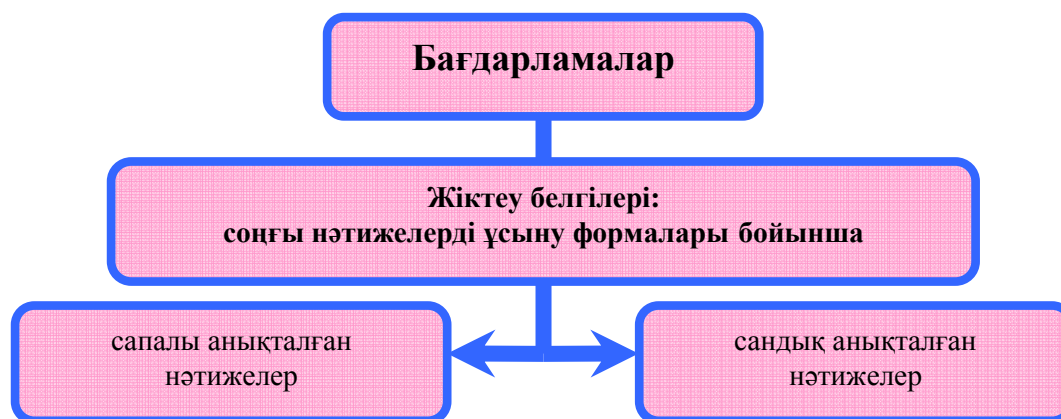 Бағдарламалар
Жіктеу белгілері:
соңғы нәтижелерді ұсыну формалары бойынша
сапалы анықталған
нәтижелер
сандық анықталған
нәтижелер